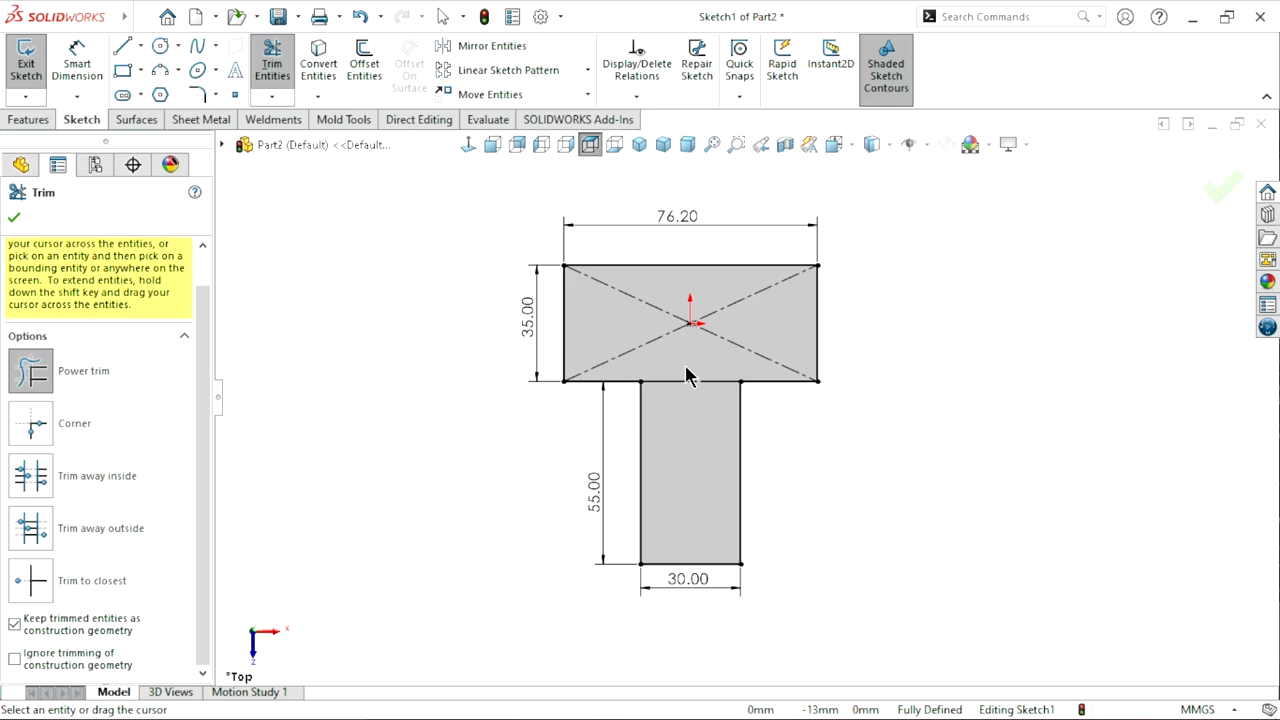 SOLIDWORKS
Sketch1 of Part2 *
Search Commands
Exit Sketch
Smart Dimension
Trim Entities
Convert Entities
Offset Entities
Offset On Surface
Mirror Entities
Linear Sketch Pattern
Move Entities
Display/Delete Relations
Repair Sketch
Quick Snaps
Rapid Sketch
Instant2D
Shaded Sketch Contours
Features
Sketch
Surfaces
Sheet Metal
Weldments
Mold Tools
Direct Editing
Evaluate
SOLIDWORKS Add-Ins
Part2 (Default) <<Default...
Trim
your cursor across the entities, or
pick on an entity and then pick on a
bounding entity or anywhere on the
screen. To extend entities, hold
down the shift key and drag your
cursor across the entities.
Options
Power trim
Corner
Trim away inside
Trim away outside
Trim to closest
Keep trimmed entities as
construction geometry
Ignore trimming of
construction geometry
76.20
35.00
55.00
30.00
x
z
*Top
Model
3D Views
Motion Study 1
Select an entity or drag the cursor
0mm
-13mm
0mm
Fully Defined
Editing Sketch1
MMGS